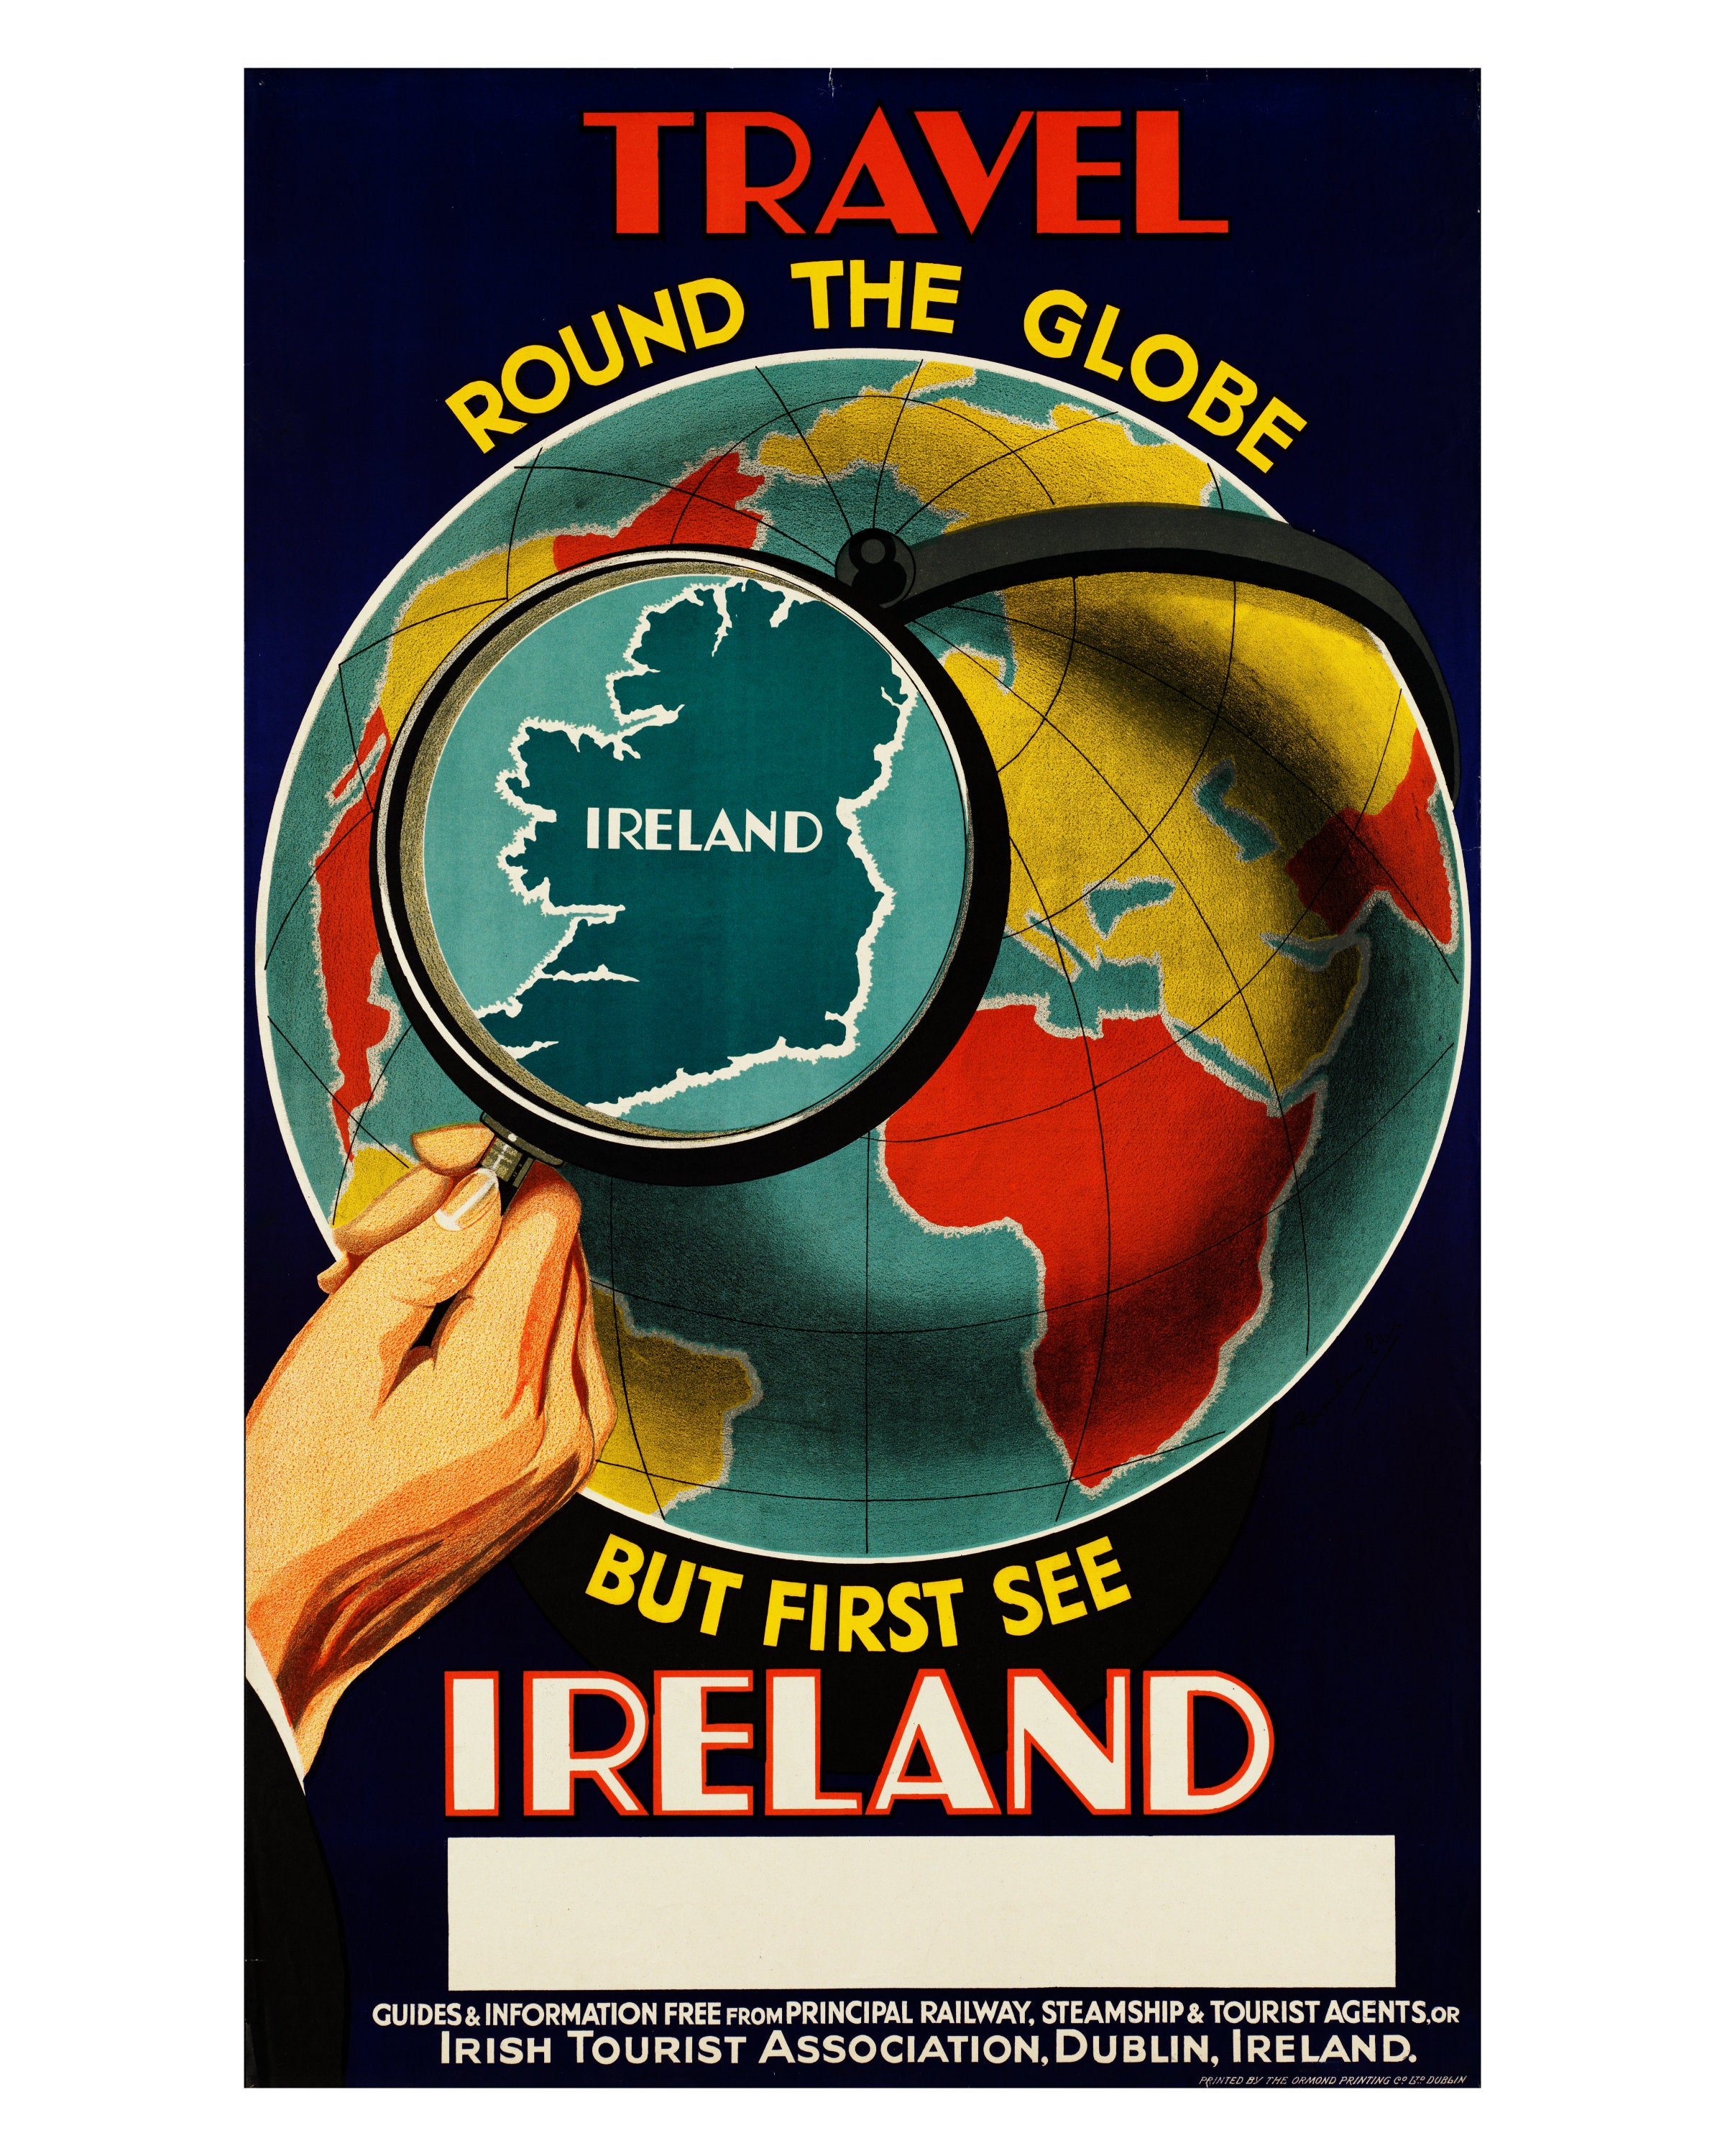 TRAVEL
ROUND THE GLOBE
IRELAND
BUT FIRST SEE
IRELAND
GUIDES & INFORMATION FREE FROM PRINCIPAL RAILWAY, STEAMSHIP & TOURIST AGENTS, OR
IRISH TOURIST ASSOCIATION, DUBLIN, IRELAND.
PRINTED BY THE ORMOND PRINTING CO LTD DUBLIN